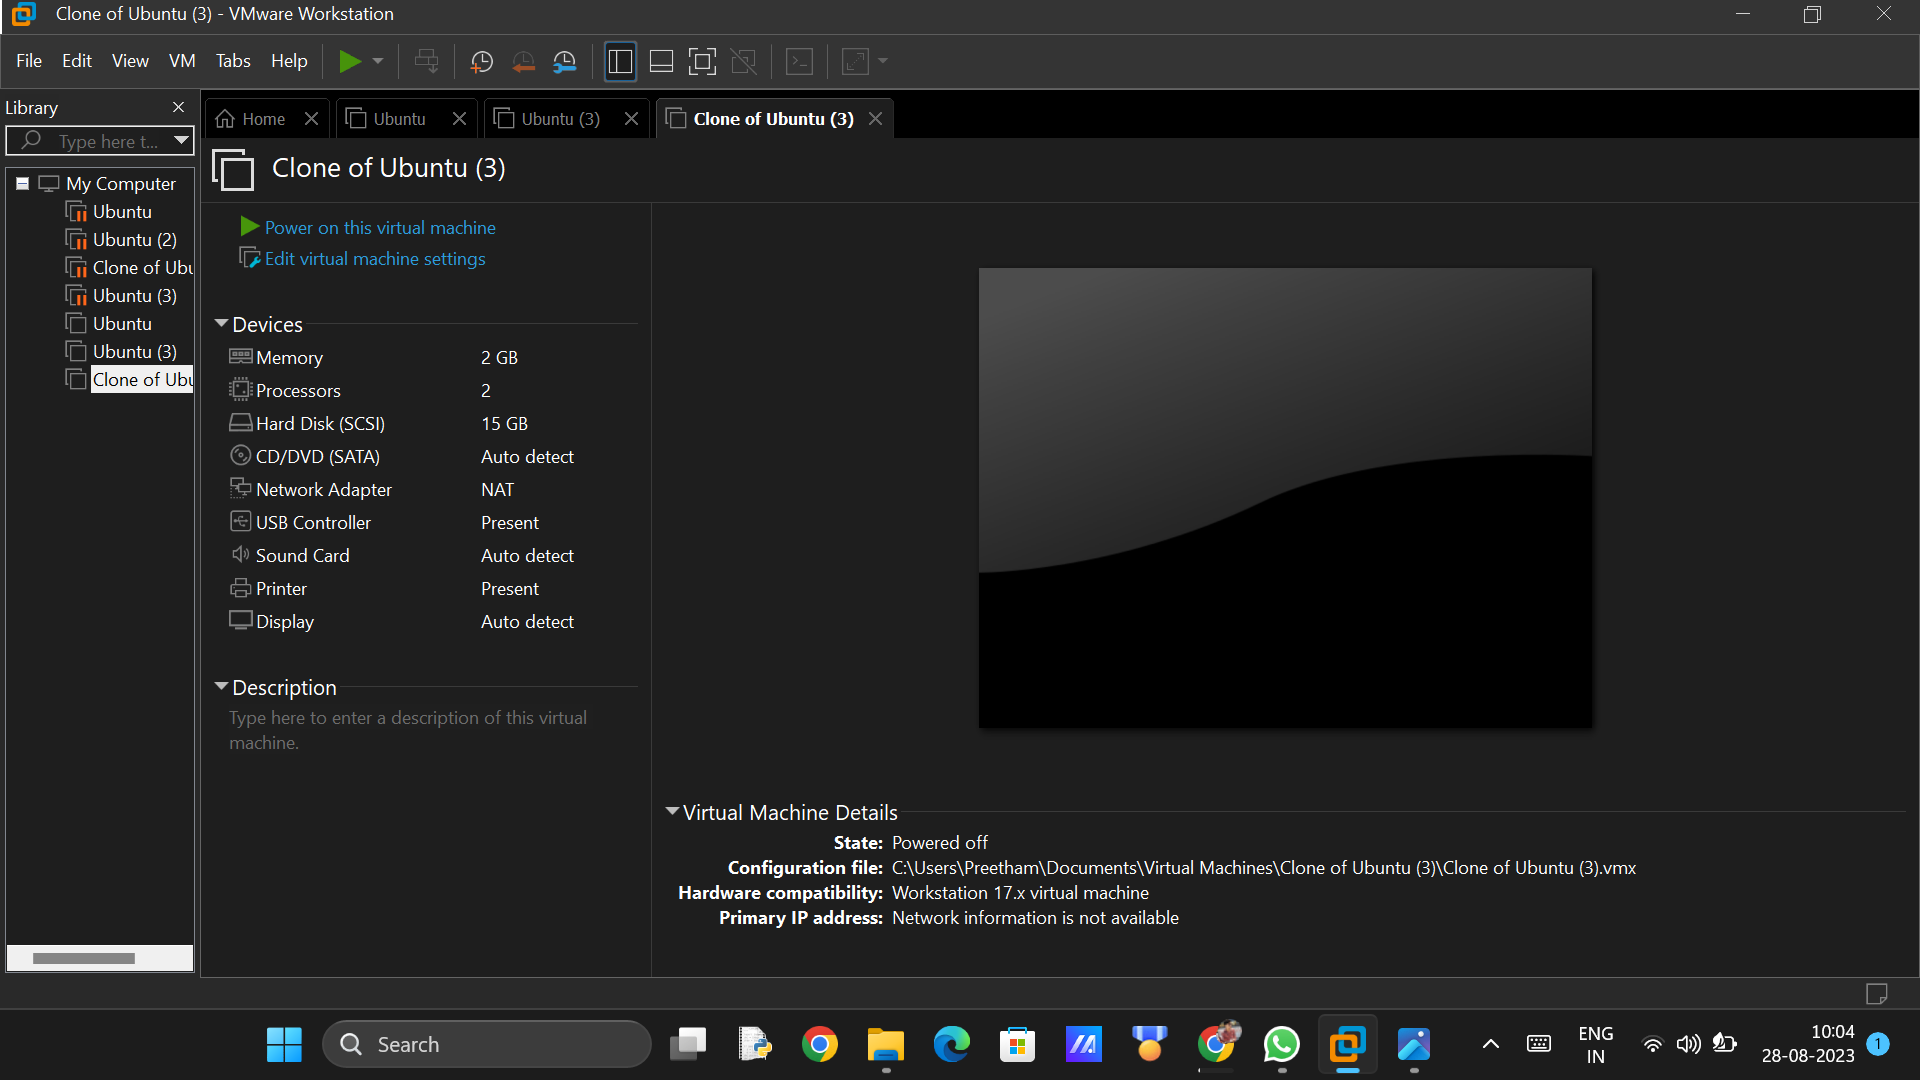 Clone of Ubuntu (3) - VMware Workstation
File Edit View VM Tabs Help
Library
Type here t...
My Computer
Ubuntu
Ubuntu (2)
Clone of Ubu
Ubuntu (3)
Ubuntu
Ubuntu (3)
Clone of Ubu
Home Ubuntu Ubuntu (3) Clone of Ubuntu (3)
Clone of Ubuntu (3)
Power on this virtual machine
Edit virtual machine settings
Devices
Memory 2 GB
Processors 2
Hard Disk (SCSI) 15 GB
CD/DVD (SATA) Auto detect
Network Adapter NAT
USB Controller Present
Sound Card Auto detect
Printer Present
Display Auto detect
Description
Type here to enter a description of this virtual
machine.
Virtual Machine Details
State: Powered off
Configuration file: C:\Users\Preetham\Documents\Virtual Machines\Clone of Ubuntu (3)\Clone of Ubuntu (3).vmx
Hardware compatibility: Workstation 17.x virtual machine
Primary IP address: Network information is not available
Search
ENG
IN
10:04
28-08-2023
1